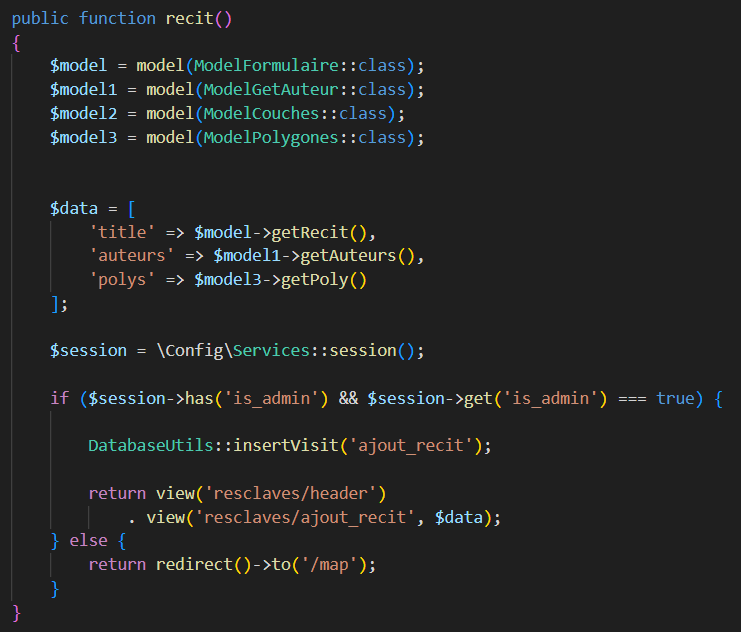 public function recit()
{
    $model = model(ModelFormulaire::class);
    $model1 = model(ModelGetAuteur::class);
    $model2 = model(ModelCouches::class);
    $model3 = model(ModelPolygones::class);
    $data = [
        'title' => $model->getRecit(),
        'auteurs' => $model1->getAuteurs(),
        'polys' => $model3->getPoly()
    ];
    $session = \Config\Services::session();
    if ($session->has('is_admin') && $session->get('is_admin') === true) {
        DatabaseUtils::insertVisit('ajout_recit');
        return view('resclaves/header')
            . view('resclaves/ajout_recit', $data);
    } else {
        return redirect()->to('/map');
    }
}